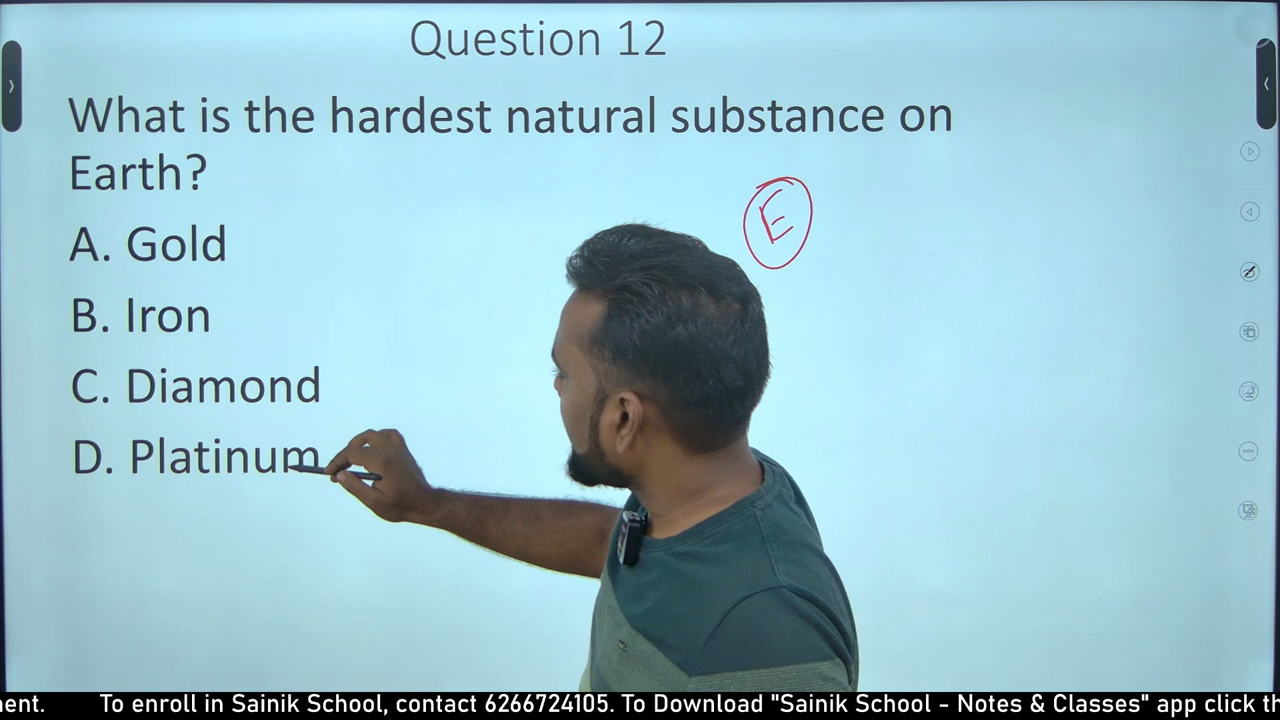 Question 12
What is the hardest natural substance on
Earth?
E
A. Gold
B. Iron
C. Diamond
D. Platinum
ent. To enroll in Sainik School, contact 6266724105. To Download "Sainik School - Notes & Classes" app click th